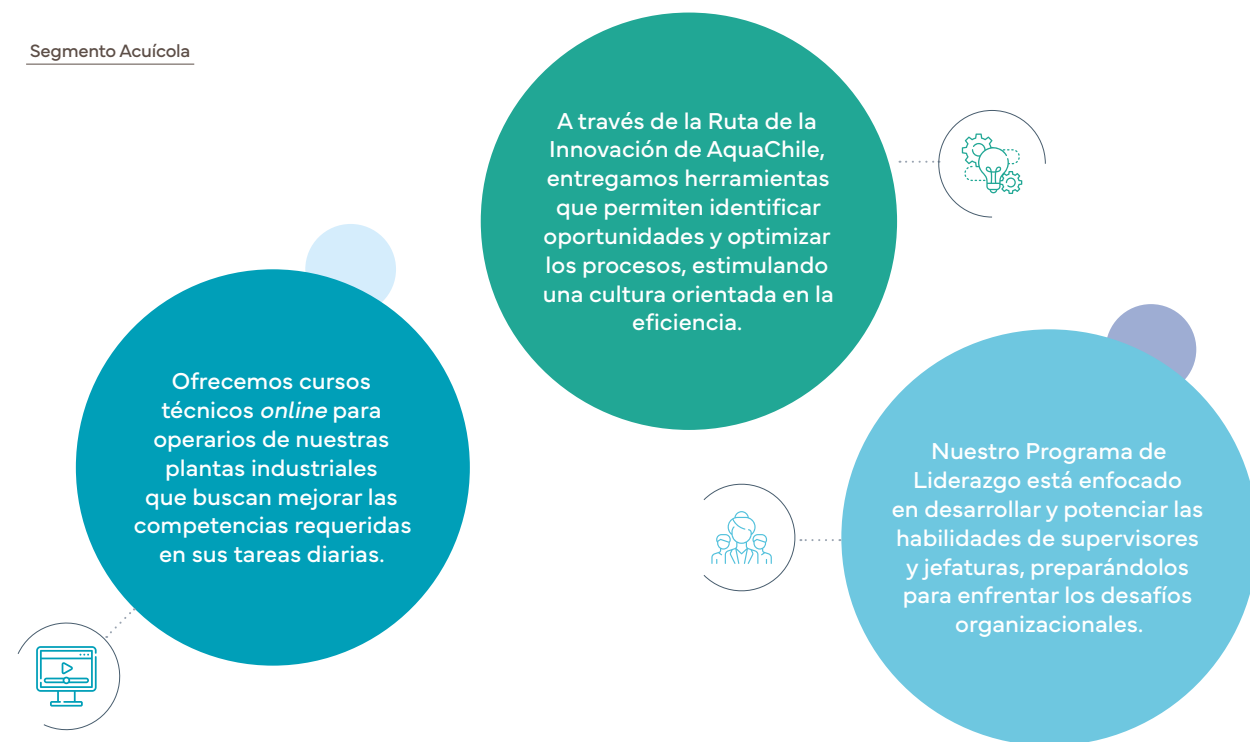 Segmento Acuícola
A través de la Ruta de la
Innovación de AquaChile,
entregamos herramientas
que permiten identificar
oportunidades y optimizar
los procesos, estimulando
una cultura orientada en la
eficiencia.
Ofrecemos cursos
técnicos online para
operarios de nuestras
plantas industriales
que buscan mejorar las
competencias requeridas
en sus tareas diarias.
Nuestro Programa de
Liderazgo está enfocado
en desarrollar y potenciar las
habilidades de supervisores
y jefaturas, preparándolos
para enfrentar los desafíos
organizacionales.